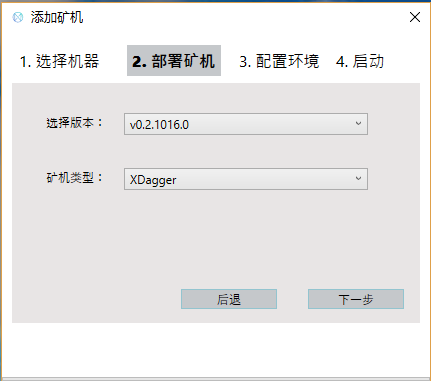 添加矿机
1. 选择机器 2. 部署矿机 3. 配置环境 4. 启动
选择版本： v0.2.1016.0
矿机类型： XDagger
后退 下一步